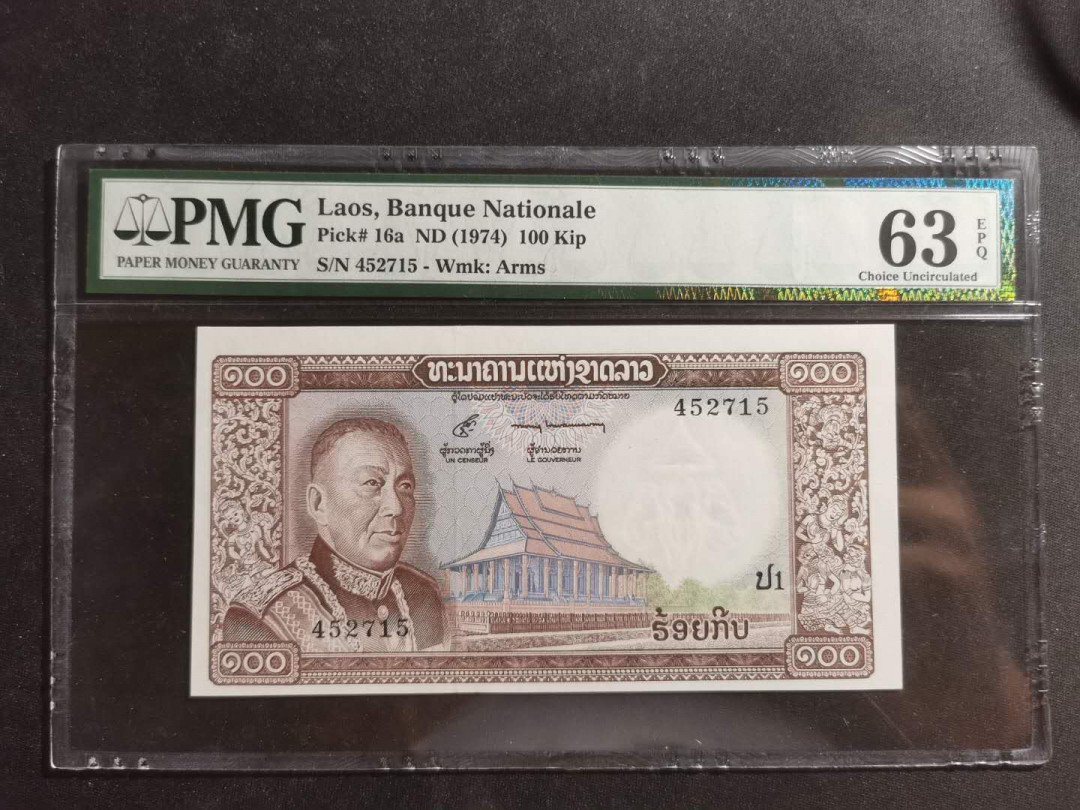 PMG
PAPER MONEY GUARANTY
Laos, Banque Nationale
Pick# 16a ND (1974) 100 Kip
S/N 452715 - Wmk: Arms
63
EPQ
Choice Uncirculated
໑໐໐
ທະນາຄານແຫ່ງຊາດລາວ
໑໐໐
452715
UN CENSEUR
LE GOUVERNEUR
ປ1
452715
ຮ້ອຍກີບ
໑໐໐
໑໐໐